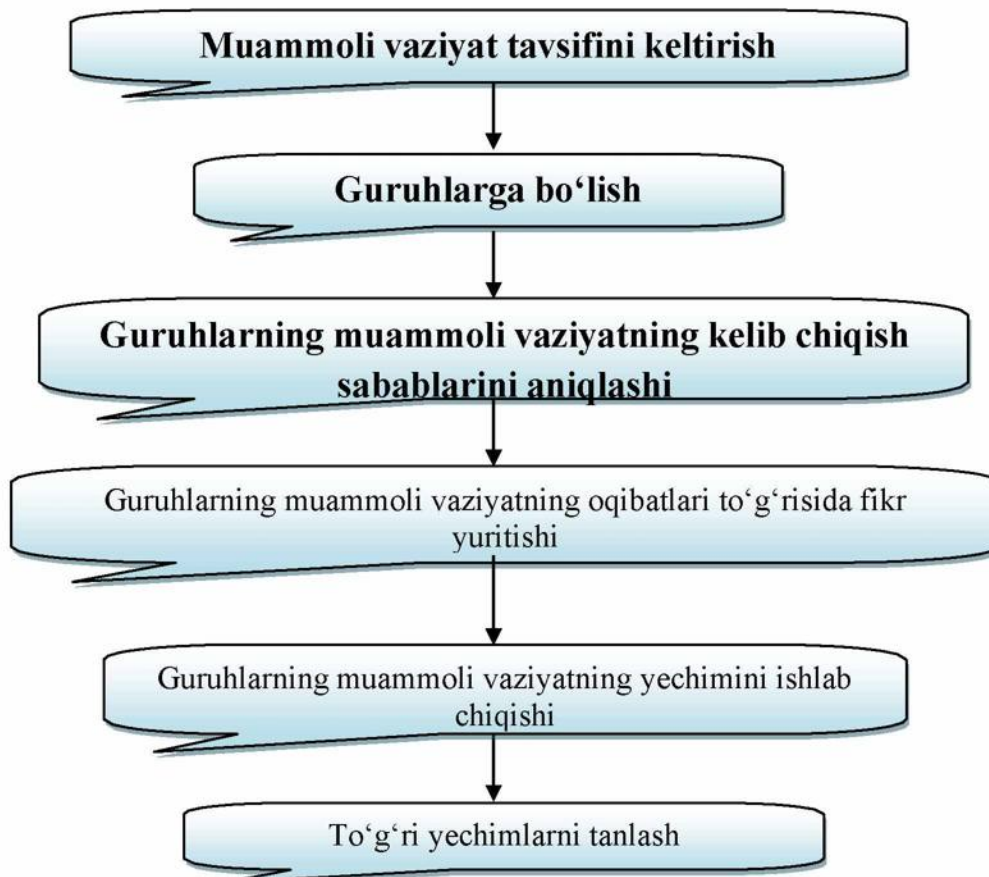 Muammoli vaziyat tavsifini keltirish
Guruhlarga bo‘lish
Guruhlarning muammoli vaziyatning kelib chiqish
sabablarini aniqlashi
Guruhlarning muammoli vaziyatning oqibatlari to‘g‘risida fikr
yuritishi
Guruhlarning muammoli vaziyatning yechimini ishlab
chiqishi
To‘g‘ri yechimlarni tanlash